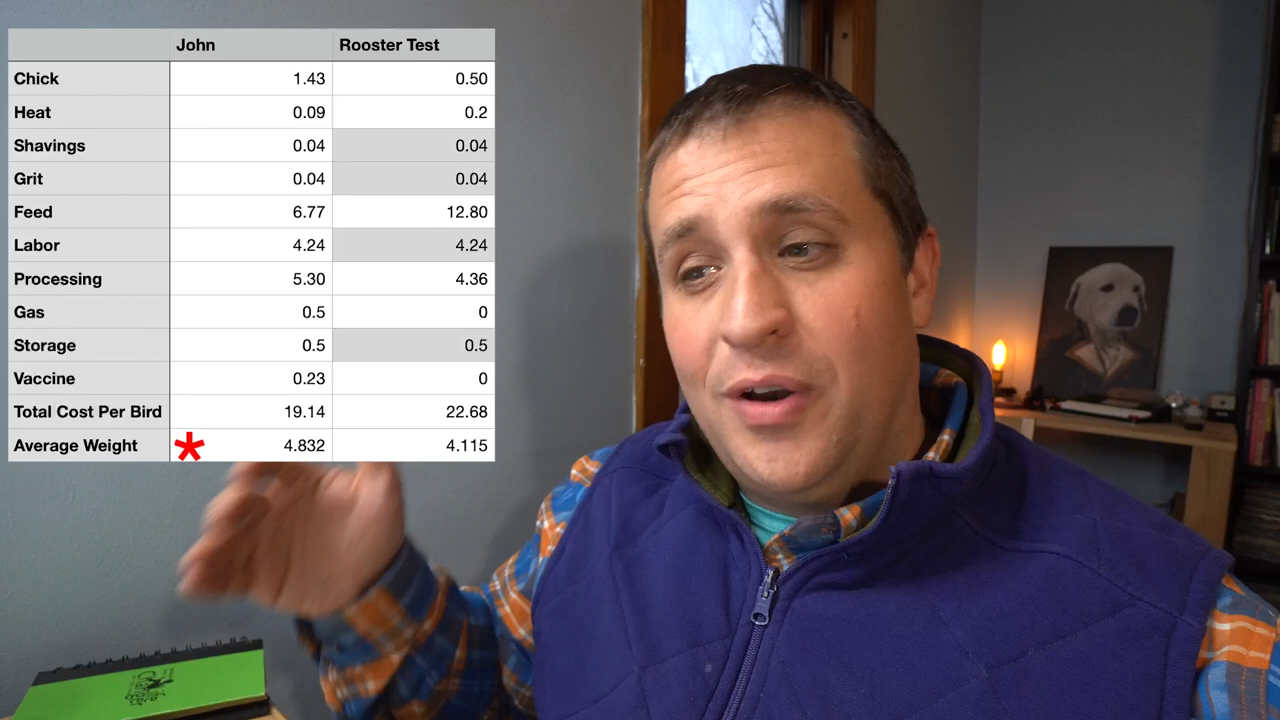 John Rooster Test
Chick 1.43 0.50
Heat 0.09 0.2
Shavings 0.04 0.04
Grit 0.04 0.04
Feed 6.77 12.80
Labor 4.24 4.24
Processing 5.30 4.36
Gas 0.5 0
Storage 0.5 0.5
Vaccine 0.23 0
Total Cost Per Bird 19.14 22.68
Average Weight * 4.832 4.115